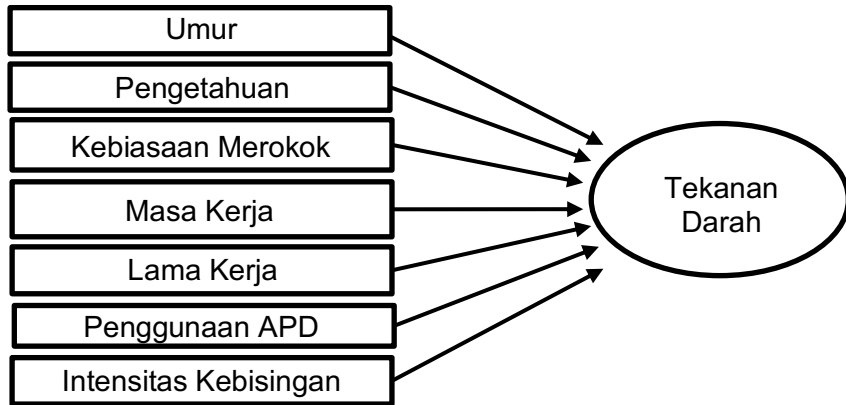 Umur
Pengetahuan
Kebiasaan Merokok
Masa Kerja
Lama Kerja
Penggunaan APD
Intensitas Kebisingan
Tekanan
Darah